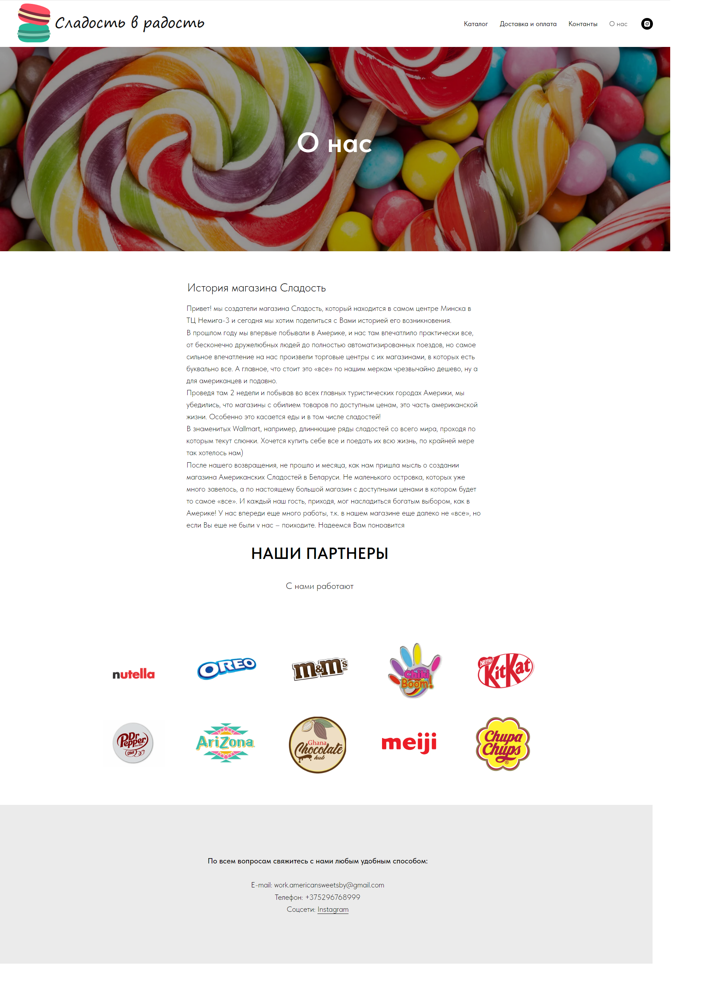 Сладость в радость
Каталог
Доставка и оплата
Контанты
О нас
О нас
История магазина Сладость
Привет! мы создатели магазина Сладость, который находится в самом центре Минска в
ТЦ Немига-3 и сегодня мы хотим поделиться с Вами историей его возникновения.
В прошлом году мы впервые побывали в Америке, и нас там впечатлило практически все,
от бесконечно дружелюбных людей до полностью автоматизированных поездов, но самое
сильное впечатление на нас произвели торговые центры с их магазинами, в которых есть
буквально все. А главное, что стоит это «все» по нашим меркам чрезвычайно дешево, ну а
для американцев и подавно.
Проведя там 2 недели и побывав во всех главных туристических городах Америки, мы
убедились, что магазины с обилием товаров по доступным ценам, это часть американской
жизни. Особенно это касается еды и в том числе сладостей!
В знаменитых Wallmart, например, длиннющие ряды сладостей со всего мира, проходя по
которым текут слюнки. Хочется купить себе все и поедать их всю жизнь, по крайней мере
так хотелось нам)
После нашего возвращения, не прошло и месяца, как нам пришла мысль о создании
магазина Американских Сладостей в Беларуси. Не маленького островка, которых уже
много завелось, а по настоящему большой магазин с доступными ценами в котором будет
то самое «все». И каждый наш гость, приходя, мог насладиться богатым выбором, как в
Америке! У нас впереди еще много работы, т.к. в нашем магазине еще далеко не «все», но
если Вы еще не были у нас – приходите. Надеемся Вам понравится
НАШИ ПАРТНЕРЫ
С нами работают
nutella
OREO
m&m's
Chiki
Boom!
Nestle
KitKat
Dr
Pepper
Est 1885
Diet
AriZona
Ghana
Chocolate
hub
meiji
Chupa
Chups
®
По всем вопросам свяжитесь с нами любым удобным способом:
E-mail: work.americansweetsby@gmail.com
Телефон: +375296768999
Соцсети: Instagram